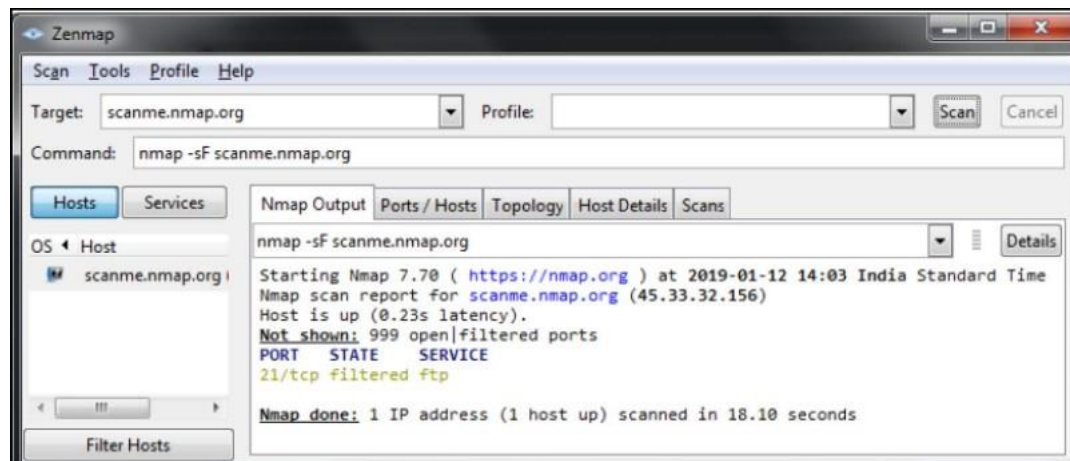 Zenmap
Scan Tools Profile Help
Target: scanme.nmap.org Profile: Scan Cancel
Command: nmap -sF scanme.nmap.org
Hosts Services
Nmap Output Ports / Hosts Topology Host Details Scans
OS Host
scanme.nmap.org
nmap -sF scanme.nmap.org Details
Starting Nmap 7.70 ( https://nmap.org ) at 2019-01-12 14:03 India Standard Time
Nmap scan report for scanme.nmap.org (45.33.32.156)
Host is up (0.23s latency).
Not shown: 999 open|filtered ports
PORT STATE SERVICE
21/tcp filtered ftp
Nmap done: 1 IP address (1 host up) scanned in 18.10 seconds
Filter Hosts